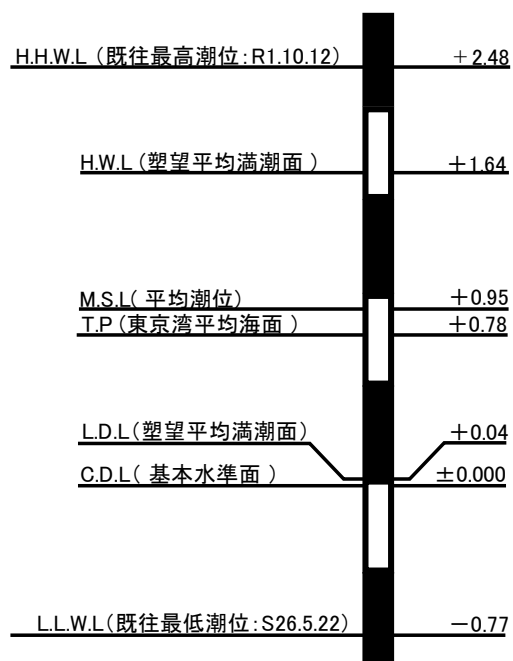 H.H.W.L (既往最高潮位:R1.10.12) +2.48
H.W.L (塑望平均満潮面 ) +1.64
M.S.L( 平均潮位) +0.95
T.P (東京湾平均海面 ) +0.78
L.D.L(塑望平均満潮面) +0.04
C.D.L( 基本水準面 ) ±0.000
L.L.W.L(既往最低潮位:S26.5.22) −0.77